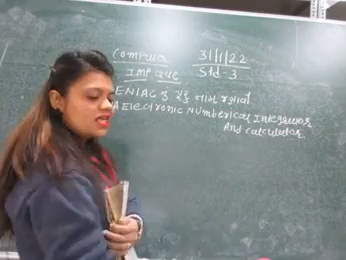 Computer 31/1/22
IMP QUE Std-3
ENIAC નું પૂરું નામ જણાવો
A Electronic Numberical Integrator
And Calculator